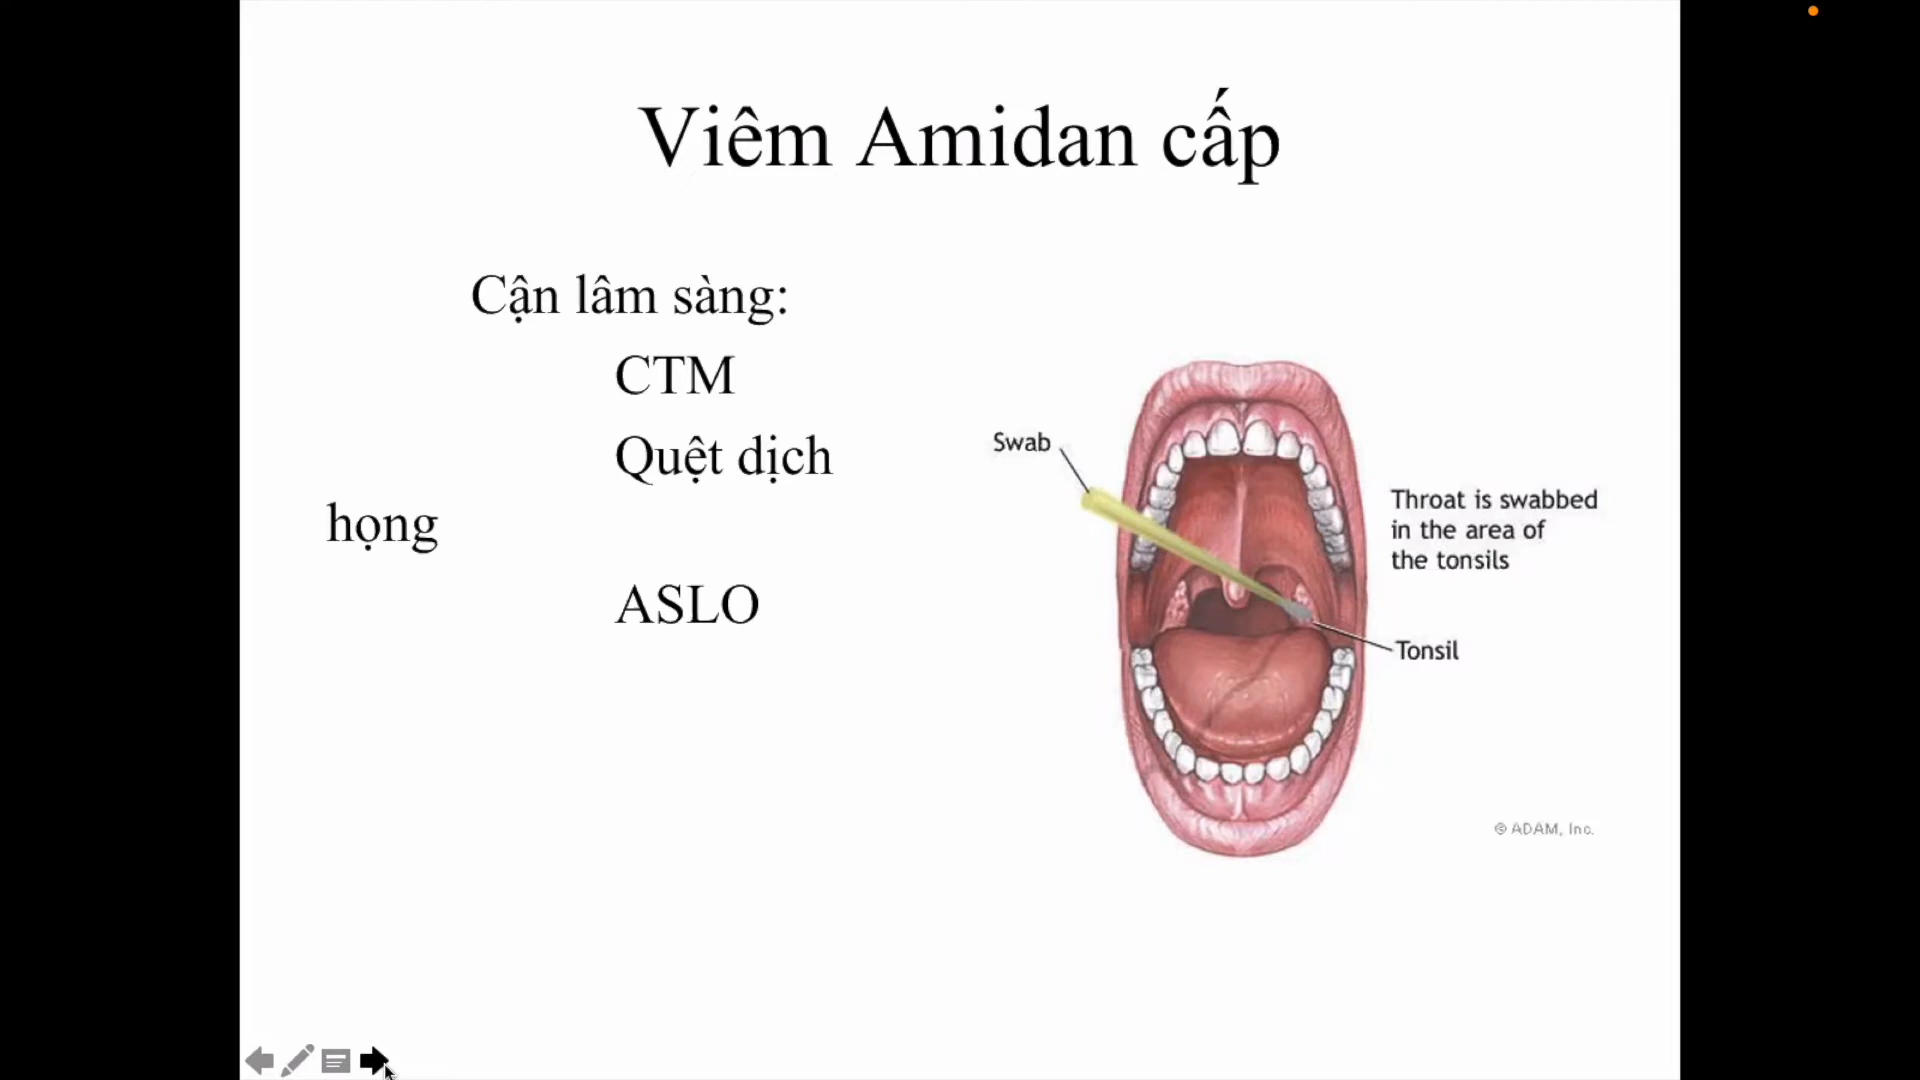 Viêm Amidan cấp
Cận lâm sàng:
CTM
Quệt dịch
họng
ASLO
Swab
Throat is swabbed
in the area of
the tonsils
Tonsil
© ADAM, Inc.